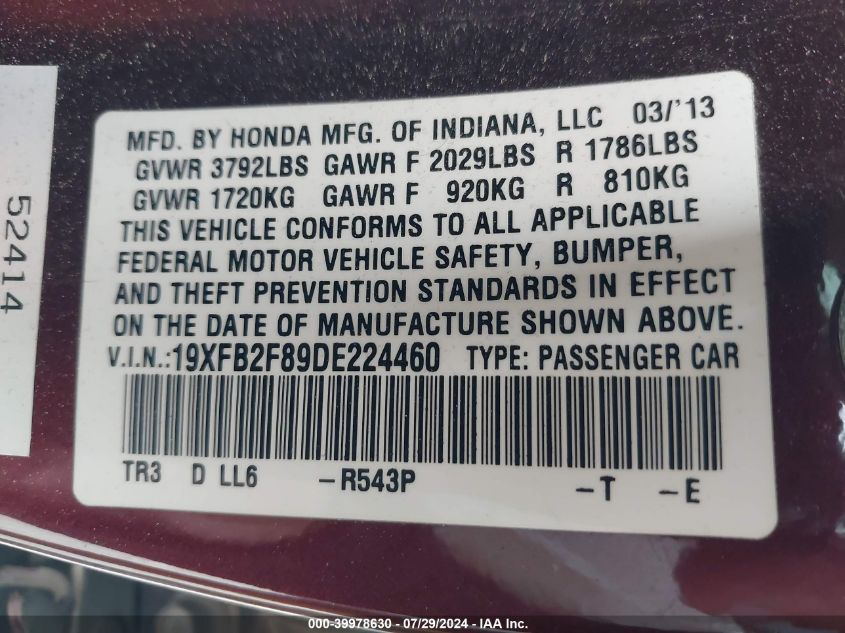 MFD. BY HONDA MFG. OF INDIANA, LLC 03/'13
GVWR 3792LBS GAWR F 2029LBS R 1786LBS
GVWR 1720KG GAWR F 920KG R 810KG
THIS VEHICLE CONFORMS TO ALL APPLICABLE
FEDERAL MOTOR VEHICLE SAFETY, BUMPER,
AND THEFT PREVENTION STANDARDS IN EFFECT
ON THE DATE OF MANUFACTURE SHOWN ABOVE.
V.I.N.:19XFB2F89DE224460 TYPE: PASSENGER CAR
TR3 D LL6 -R543P -T -E
52414
000-39978630 - 07/29/2024 - IAA Inc.